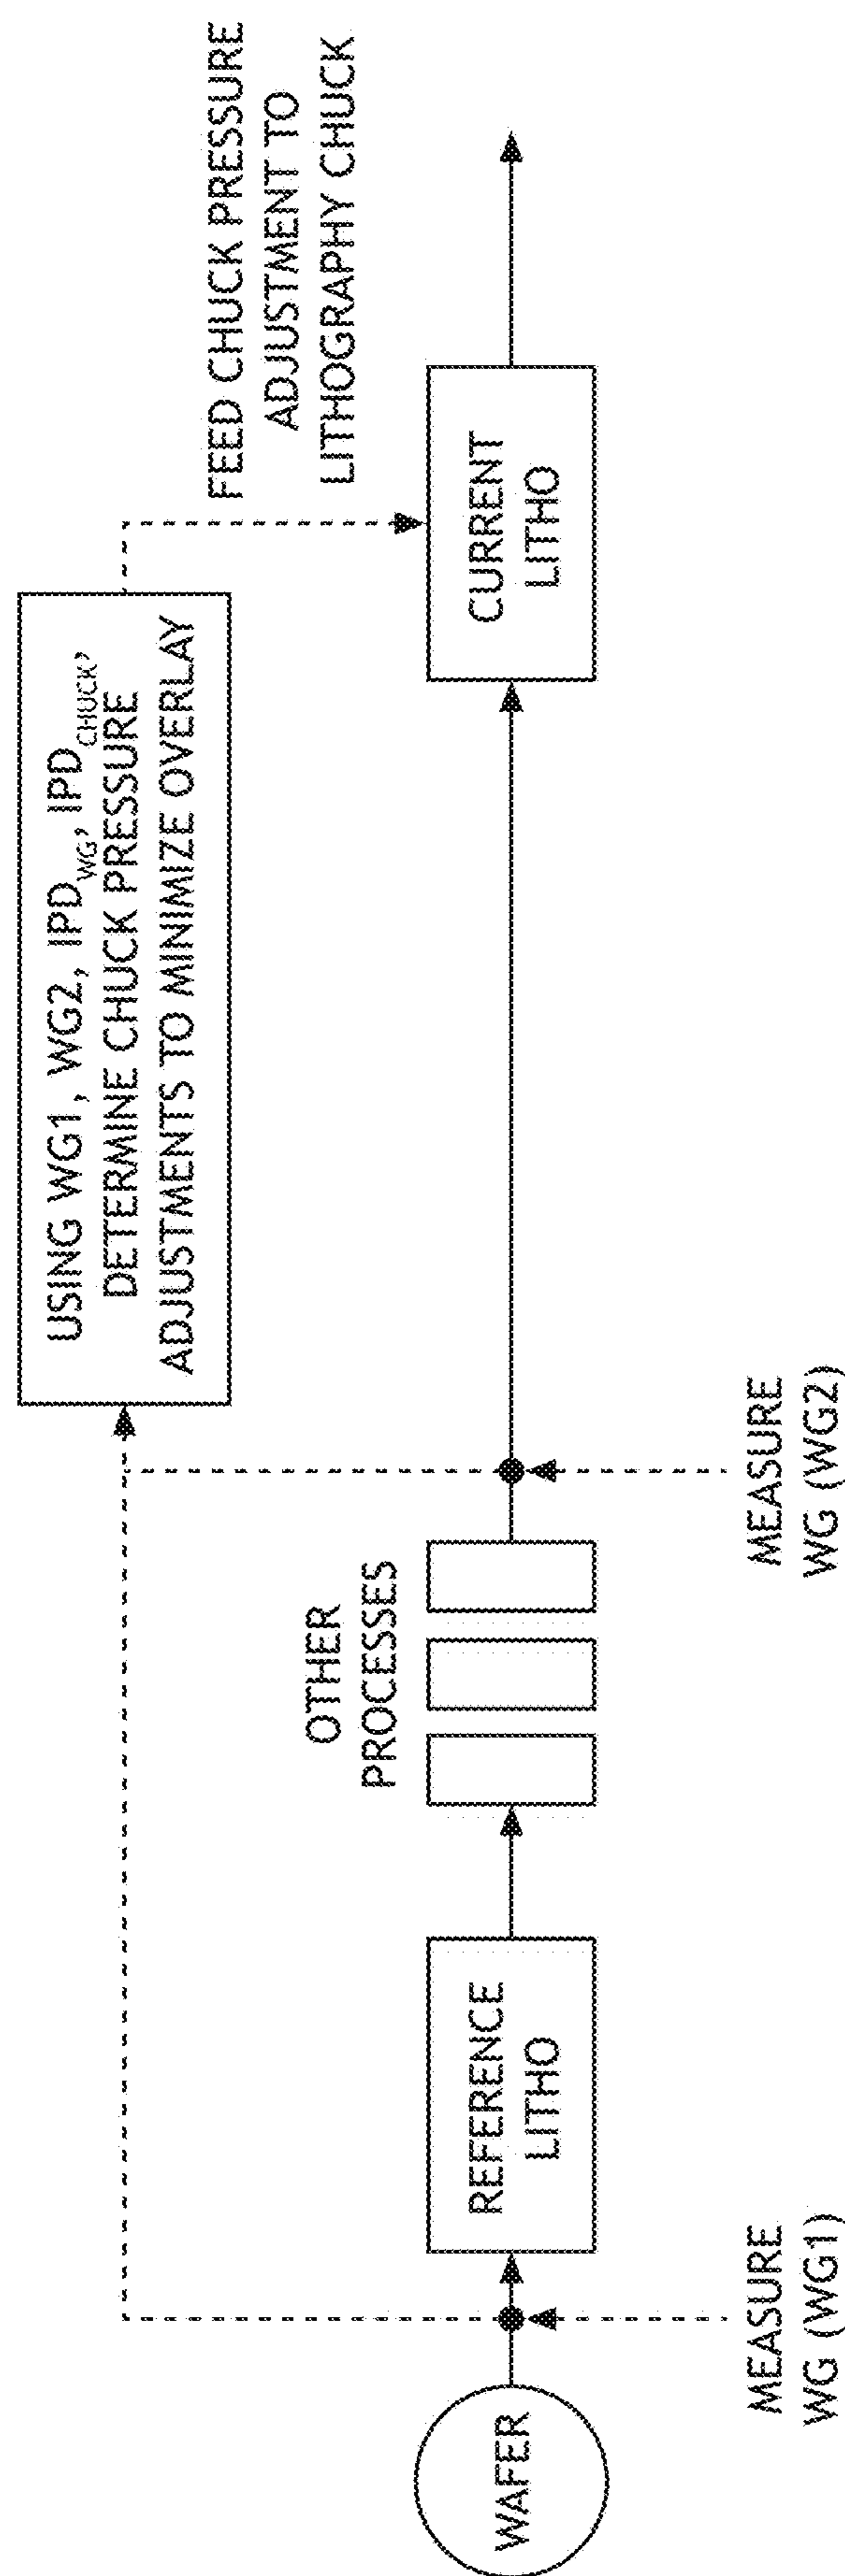 USING WG1, WG2, IPD_WG, IPD_CHUCK,
DETERMINE CHUCK PRESSURE
ADJUSTMENTS TO MINIMIZE OVERLAY
FEED CHUCK PRESSURE
ADJUSTMENT TO
LITHOGRAPHY CHUCK
WAFER
REFERENCE
LITHO
OTHER
PROCESSES
CURRENT
LITHO
MEASURE
WG (WG1)
MEASURE
WG (WG2)